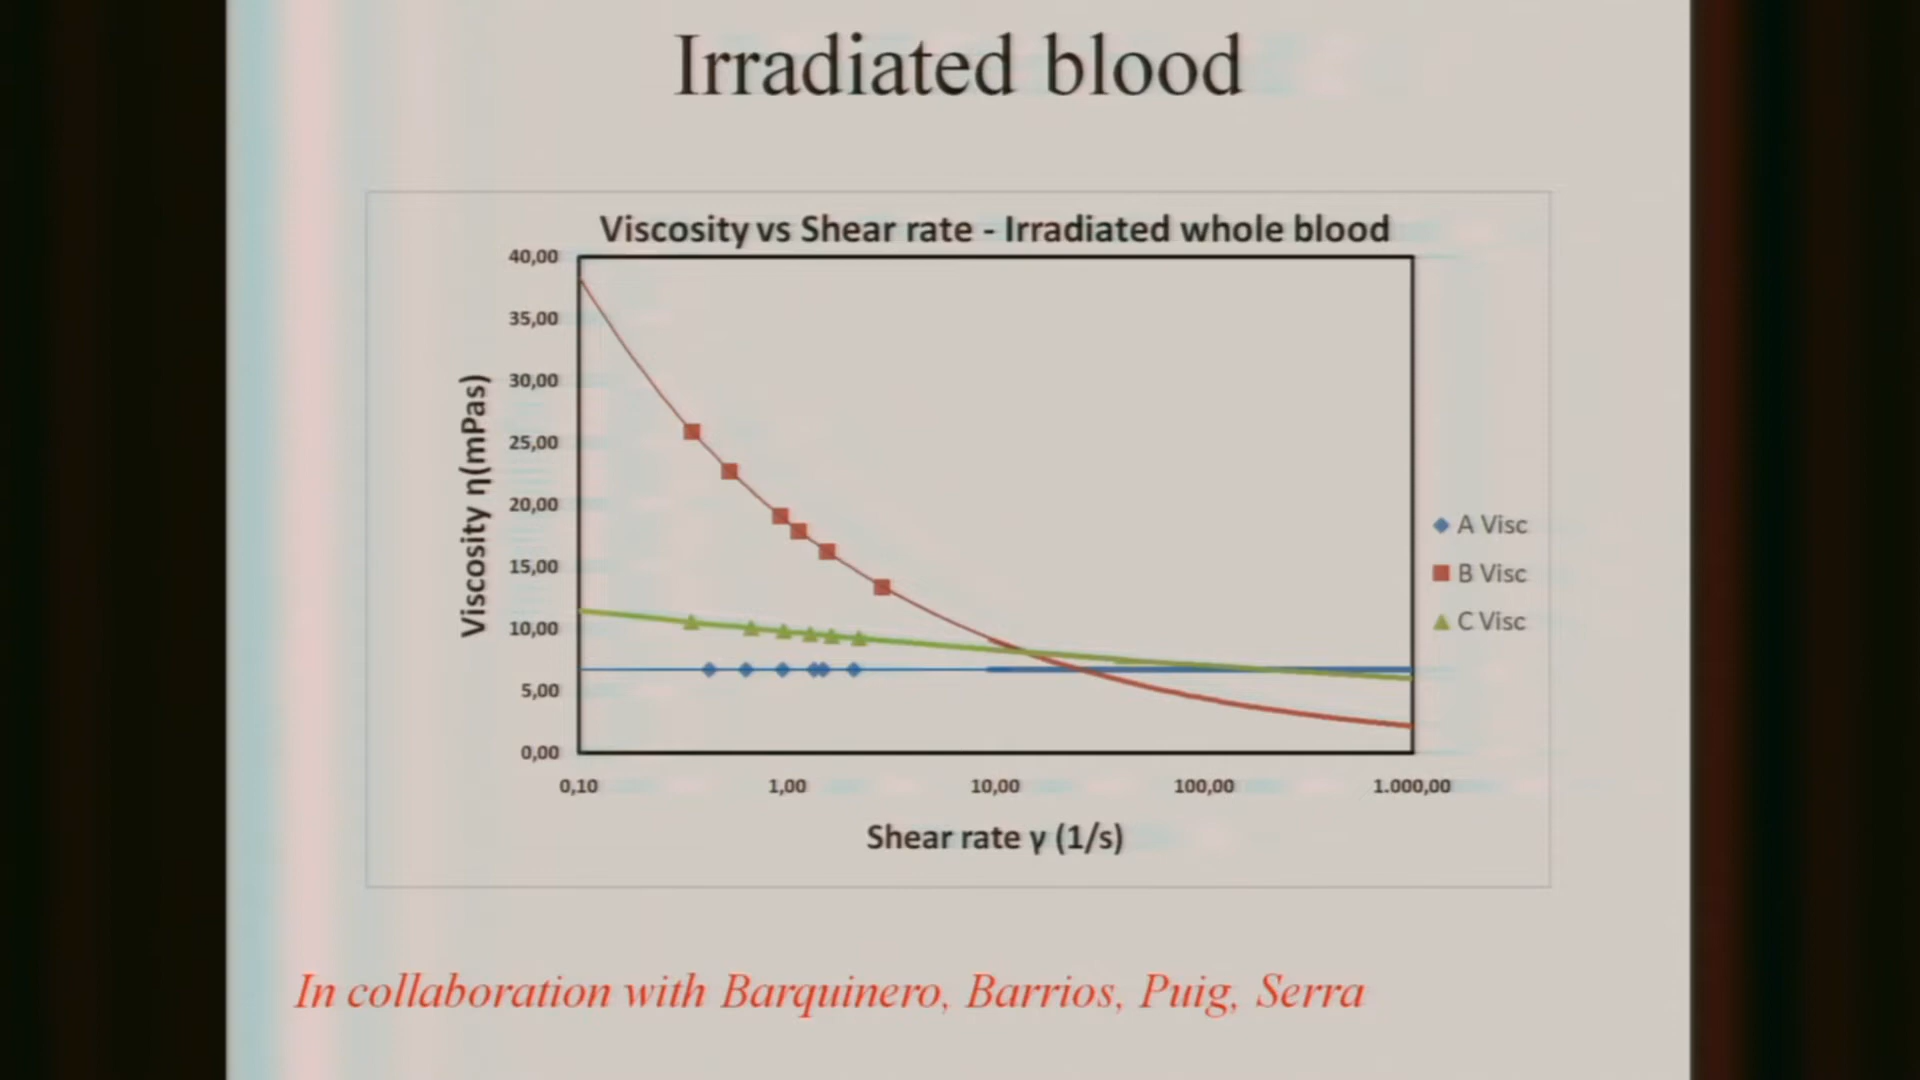 Irradiated blood
Viscosity vs Shear rate - Irradiated whole blood
40,00
35,00
30,00
25,00
20,00
15,00
10,00
5,00
0,00
Viscosity η(mPas)
0,10 1,00 10,00 100,00 1.000,00
Shear rate γ (1/s)
A Visc
B Visc
C Visc
In collaboration with Barquinero, Barrios, Puig, Serra